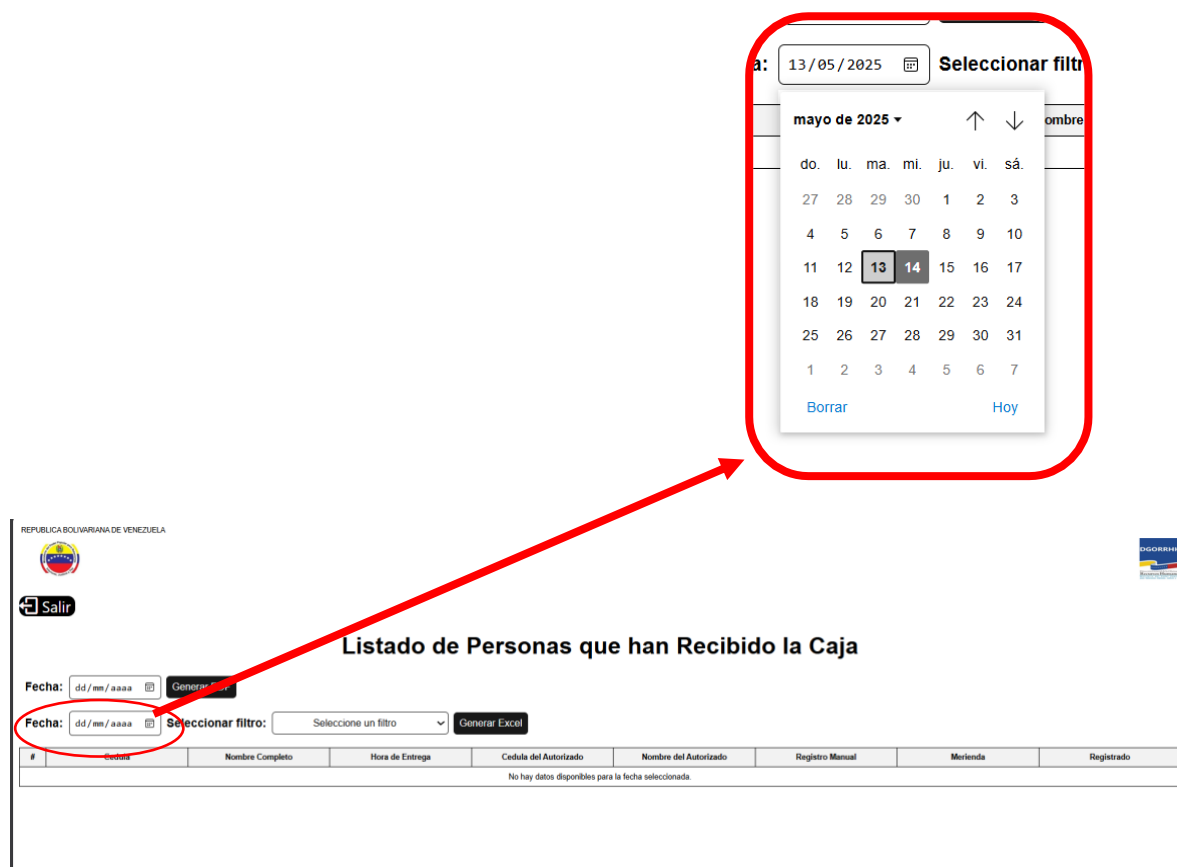 a: 13/05/2025 Seleccionar filtr
mayo de 2025 ombre
do. lu. ma. mi. ju. vi. sá.
27 28 29 30 1 2 3
4 5 6 7 8 9 10
11 12 13 14 15 16 17
18 19 20 21 22 23 24
25 26 27 28 29 30 31
1 2 3 4 5 6 7
Borrar Hoy
REPUBLICA BOLIVARIANA DE VENEZUELA
DGORRH
Salir
Listado de Personas que han Recibido la Caja
Fecha: dd/mm/aaaa Generar PDF
Fecha: dd/mm/aaaa Seleccionar filtro: Seleccione un filtro Generar Excel
# Cedula Nombre Completo Hora de Entrega Cedula del Autorizado Nombre del Autorizado Registro Manual Merienda Registrado
No hay datos disponibles para la fecha seleccionada.